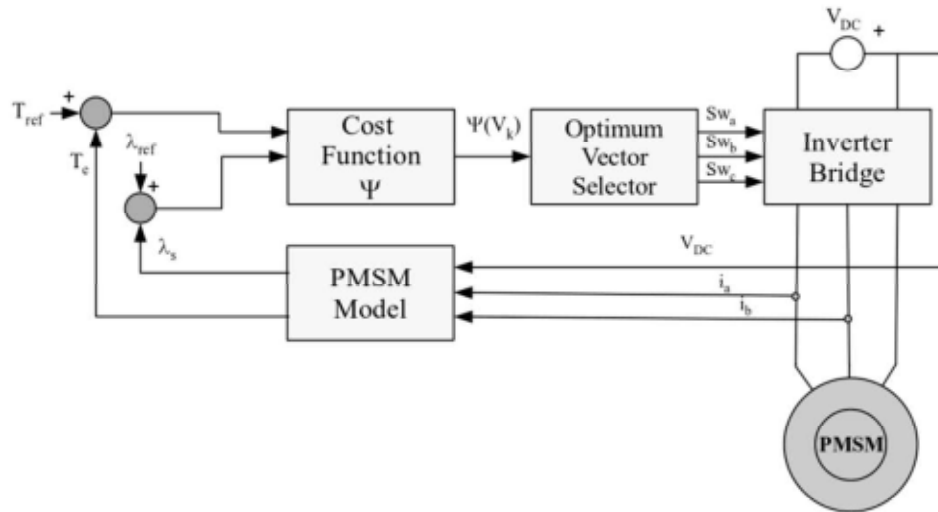 V_DC +
+
T_ref
T_e
λ_ref
+
λ_s
Cost
Function
Ψ
Ψ(V_k)
Optimum
Vector
Selector
Sw_a
Sw_b
Sw_c
Inverter
Bridge
PMSM
Model
V_DC
i_a
i_b
PMSM